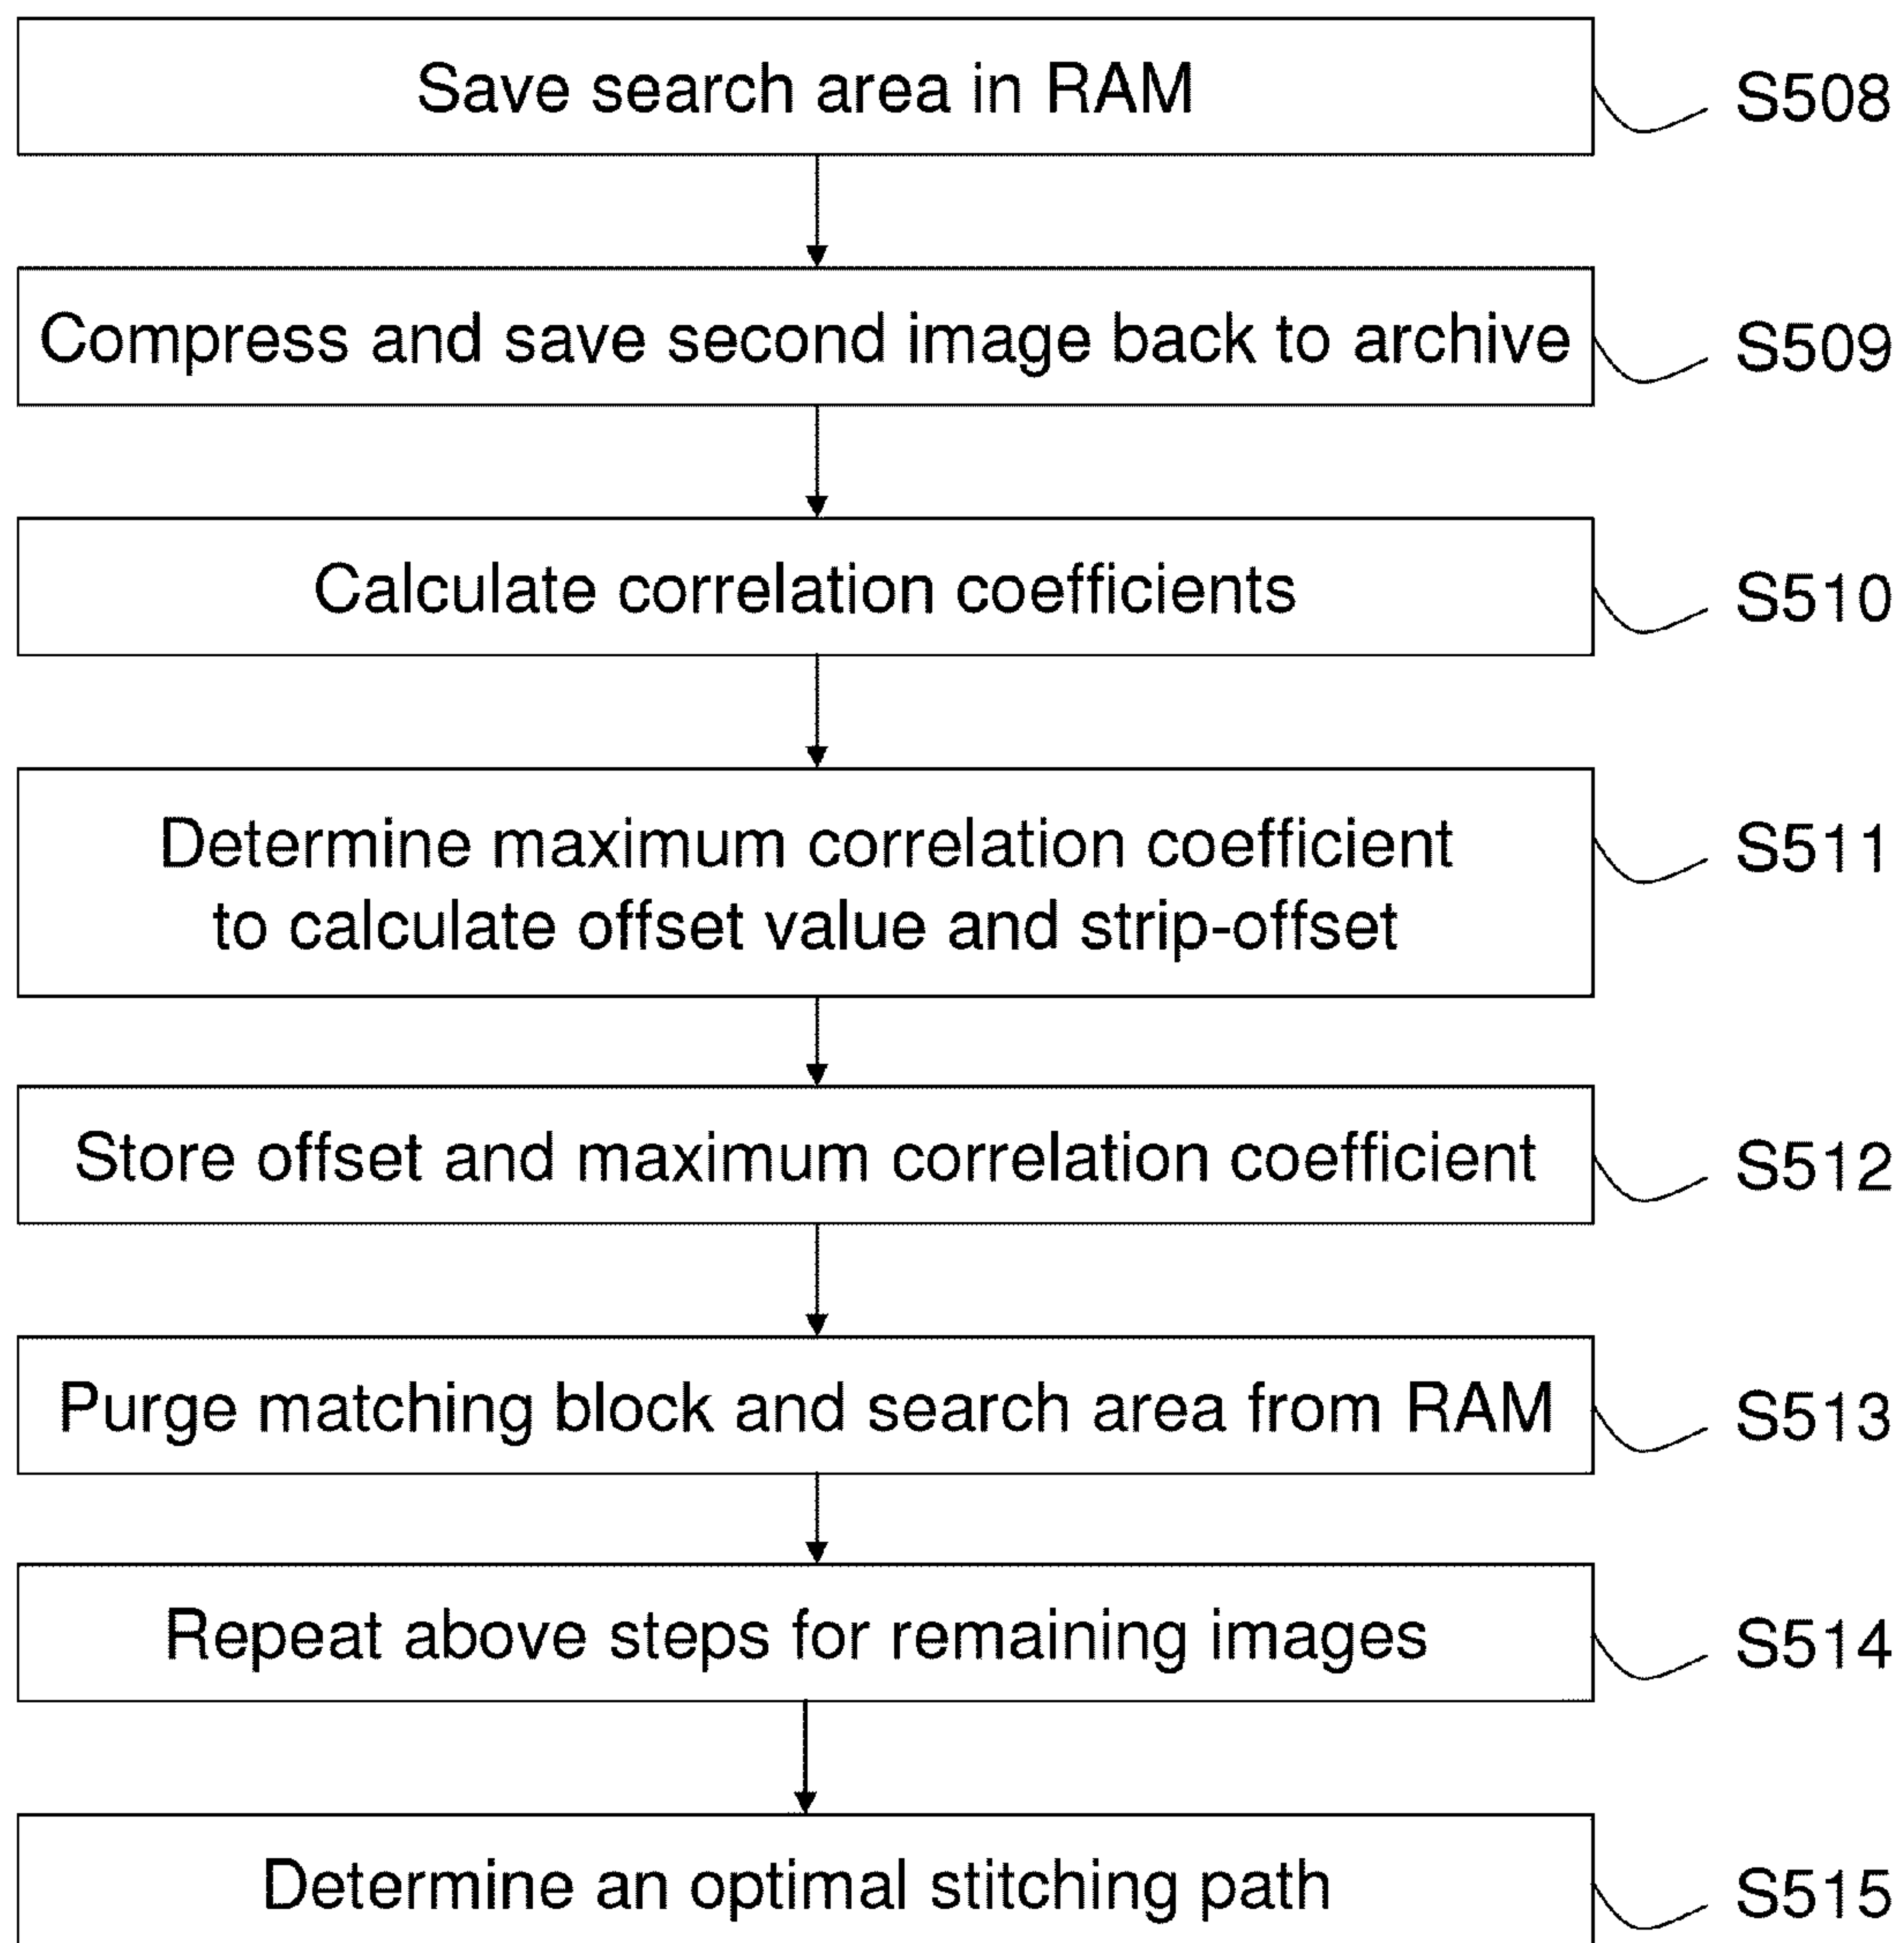 Save search area in RAM
S508
Compress and save second image back to archive
S509
Calculate correlation coefficients
S510
Determine maximum correlation coefficient
to calculate offset value and strip-offset
S511
Store offset and maximum correlation coefficient
S512
Purge matching block and search area from RAM
S513
Repeat above steps for remaining images
S514
Determine an optimal stitching path
S515